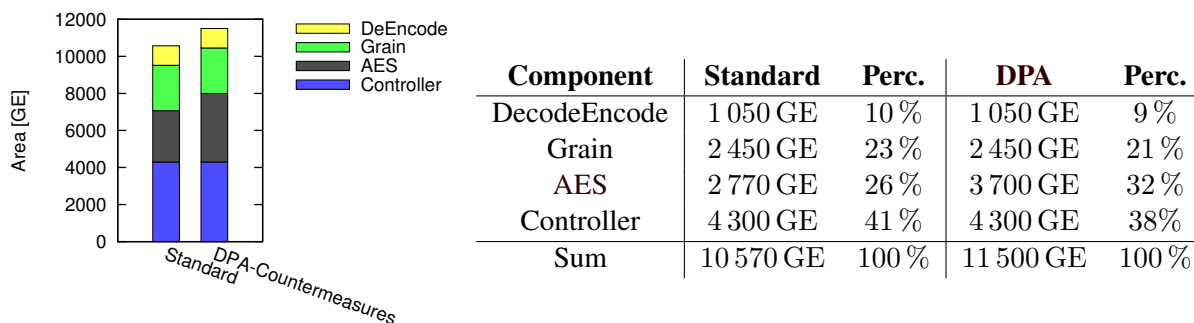 12000
10000
8000
6000
4000
2000
0
Area [GE]
Standard
DPA-Countermeasures
DeEncode
Grain
AES
Controller
Component Standard Perc. DPA Perc.
DecodeEncode 1 050 GE 10 % 1 050 GE 9 %
Grain 2 450 GE 23 % 2 450 GE 21 %
AES 2 770 GE 26 % 3 700 GE 32 %
Controller 4 300 GE 41 % 4 300 GE 38%
Sum 10 570 GE 100 % 11 500 GE 100 %